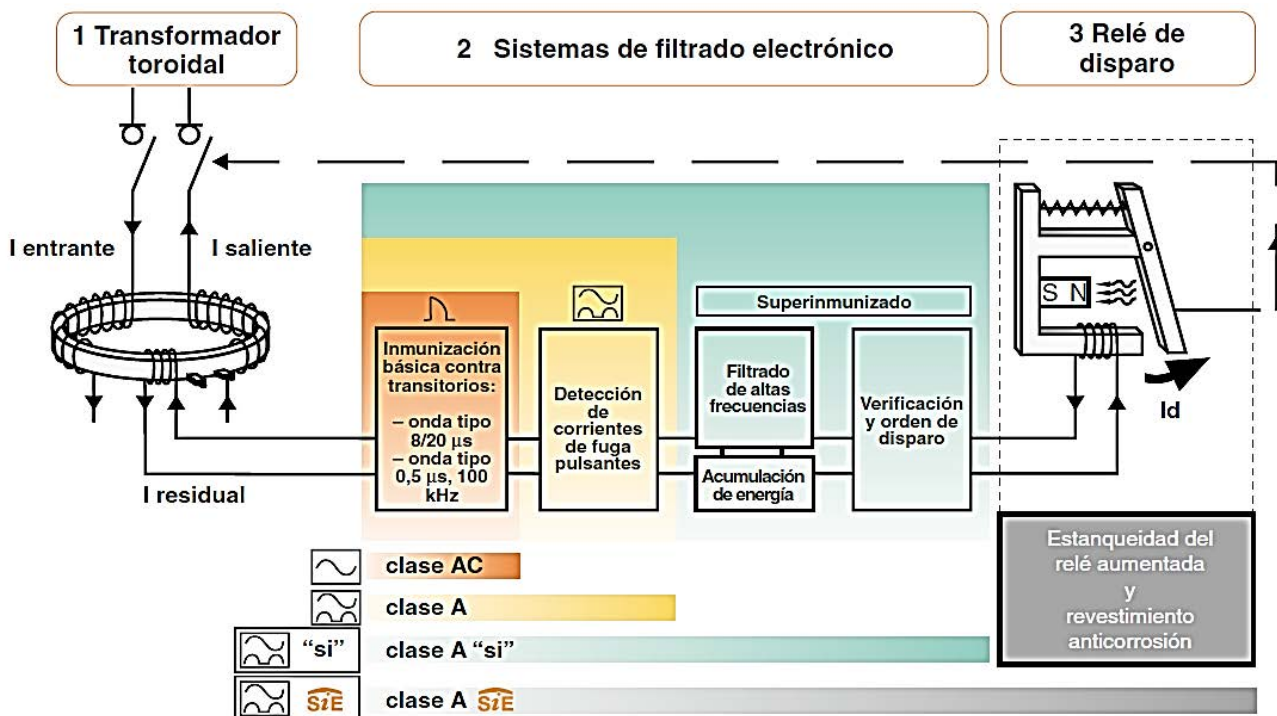 1 Transformador
toroidal
2 Sistemas de filtrado electrónico
3 Relé de
disparo
I entrante
I saliente
I residual
Inmunización
básica contra
transitorios:
– onda tipo
8/20 μs
– onda tipo
0,5 μs, 100
kHz
Detección
de
corrientes
de fuga
pulsantes
Superinmunizado
Filtrado
de altas
frecuencias
Acumulación
de energía
Verificación
y orden de
disparo
S N
Id
Estanqueidad del
relé aumentada
y
revestimiento
anticorrosión
clase AC
clase A
“si” clase A “si”
SiE clase A SiE